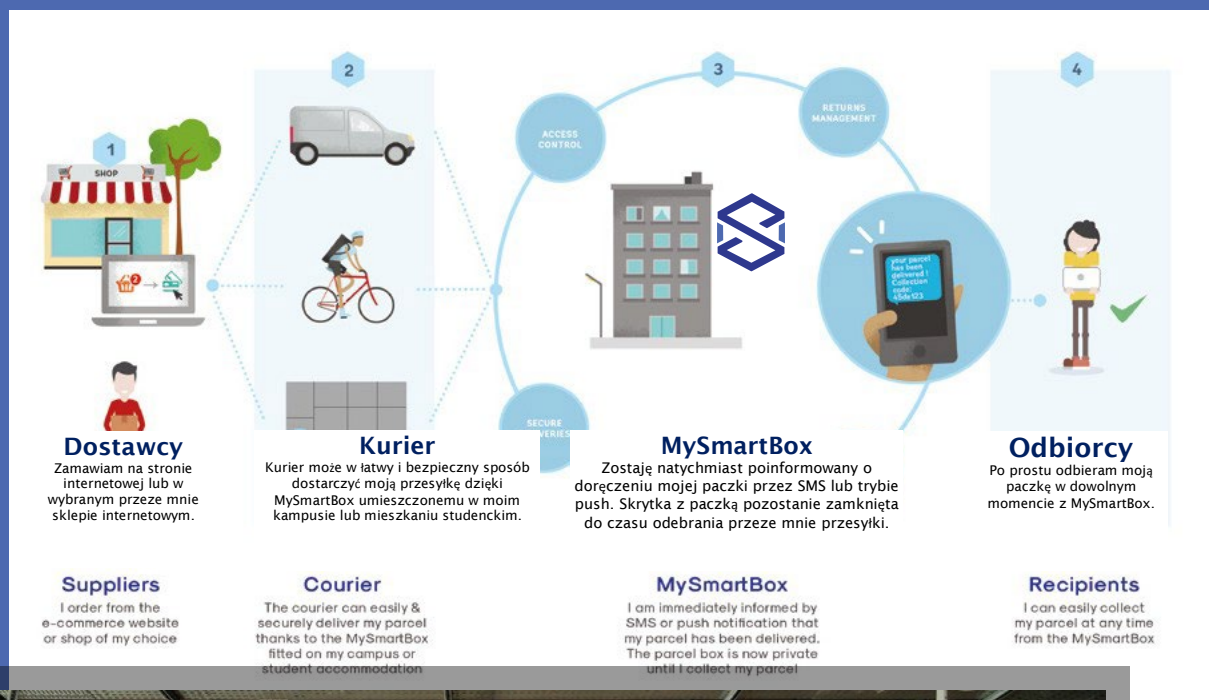 1
2
3
4
SHOP
2
ACCESS
CONTROL
RETURNS
MANAGEMENT
your parcel
has been
delivered !
Collection
code:
45de123
SECURE
Dostawcy
Zamawiam na stronie
internetowej lub w
wybranym przeze mnie
sklepie internetowym.
Kurier
Kurier może w łatwy i bezpieczny sposób
dostarczyć moją przesyłkę dzięki
MySmartBox umieszczonemu w moim
kampusie lub mieszkaniu studenckim.
MySmartBox
Zostaję natychmiast poinformowany o
doręczeniu mojej paczki przez SMS lub trybie
push. Skrytka z paczką pozostanie zamknięta
do czasu odebrania przeze mnie przesyłki.
Odbiorcy
Po prostu odbieram moją
paczkę w dowolnym
momencie z MySmartBox.
Suppliers
I order from the
e-commerce website
or shop of my choice
Courier
The courier can easily &
securely deliver my parcel
thanks to the MySmartBox
fitted on my campus or
student accommodation
MySmartBox
I am immediately informed by
SMS or push notification that
my parcel has been delivered.
The parcel box is now private
until I collect my parcel
Recipients
I can easily collect
my parcel at any time
from the MySmartBox